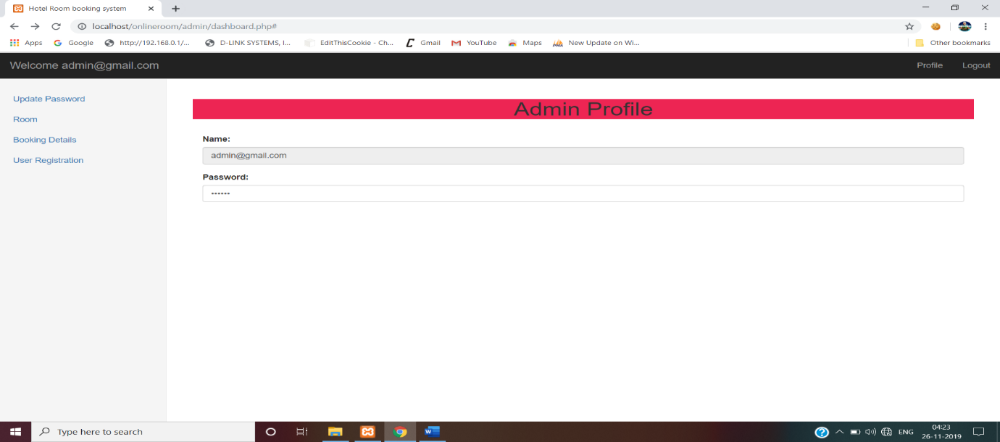 Hotel Room booking system
localhost/onlineroom/admin/dashboard.php#
Apps Google http://192.168.0.1/... D-LINK SYSTEMS, I... EditThisCookie - Ch... Gmail YouTube Maps New Update on Wi... Other bookmarks
Welcome admin@gmail.com Profile Logout
Update Password
Room
Booking Details
User Registration
Admin Profile
Name:
admin@gmail.com
Password:
••••••
Type here to search
ENG
04:23
26-11-2019